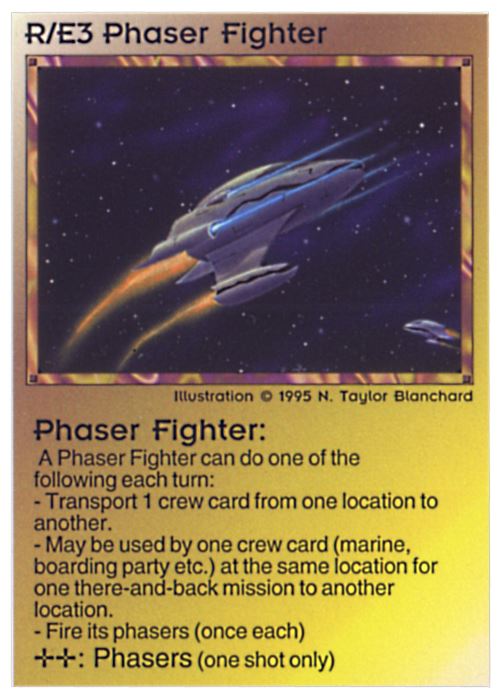 R/E3 Phaser Fighter
Illustration © 1995 N. Taylor Blanchard
Phaser Fighter:
A Phaser Fighter can do one of the
following each turn:
- Transport 1 crew card from one location to
another.
- May be used by one crew card (marine,
boarding party etc.) at the same location for
one there-and-back mission to another
location.
- Fire its phasers (once each)
✢✢: Phasers (one shot only)